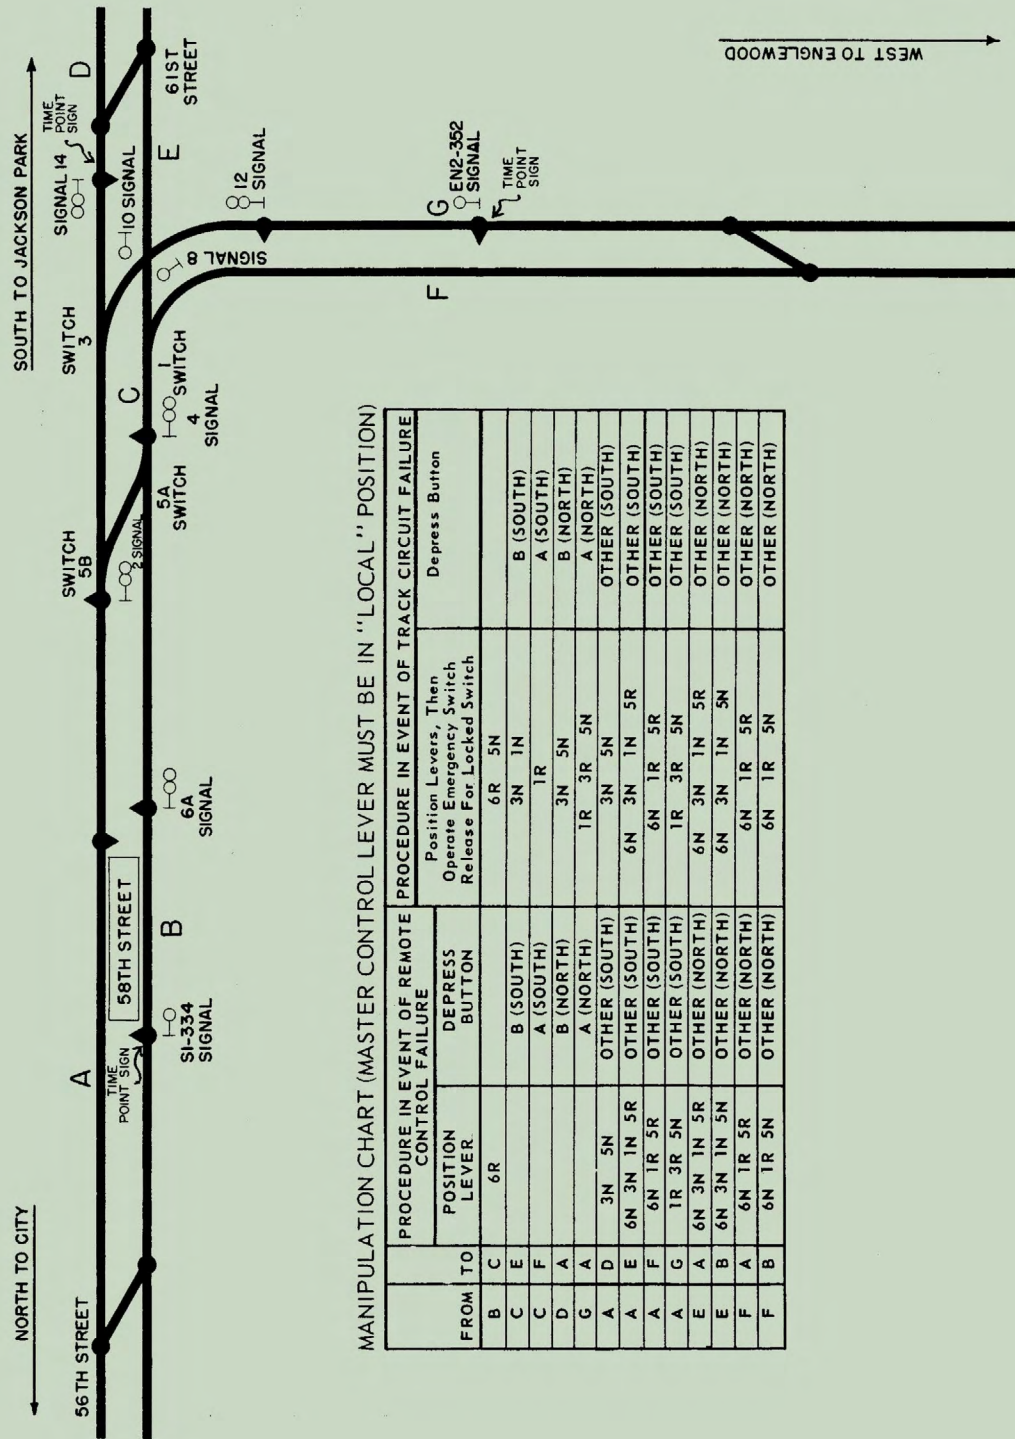 NORTH TO CITY
SOUTH TO JACKSON PARK
56TH STREET
A
TIME
POINT SIGN
58TH STREET
B
SI-334
SIGNAL
6A
SIGNAL
SWITCH
5B
2 SIGNAL
5A
SWITCH
C
4
SIGNAL
1
SWITCH
SWITCH
3
SIGNAL 8
10 SIGNAL
SIGNAL 14
TIME
POINT
SIGN
D
E
61ST
STREET
12
SIGNAL
F
G
EN2-352
SIGNAL
TIME
POINT
SIGN
WEST TO ENGLEWOOD
MANIPULATION CHART (MASTER CONTROL LEVER MUST BE IN "LOCAL" POSITION)
PROCEDURE IN EVENT OF REMOTE
CONTROL FAILURE
PROCEDURE IN EVENT OF TRACK CIRCUIT FAILURE
FROM TO
POSITION
LEVER
DEPRESS
BUTTON
Position Levers, Then
Operate Emergency Switch
Release For Locked Switch
Depress Button
B C 6R 6R 5N
C E B (SOUTH) 3N 1N B (SOUTH)
C F A (SOUTH) 1R A (SOUTH)
D A B (NORTH) 3N 5N B (NORTH)
G A A (NORTH) 1R 3R 5N A (NORTH)
A D 3N 5N OTHER (SOUTH) 3N 5N OTHER (SOUTH)
A E 6N 3N 1N 5R OTHER (SOUTH) 6N 3N 1N 5R OTHER (SOUTH)
A F 6N 1R 5R OTHER (SOUTH) 6N 1R 5R OTHER (SOUTH)
A G 1R 3R 5N OTHER (SOUTH) 1R 3R 5N OTHER (SOUTH)
E A 6N 3N 1N 5R OTHER (NORTH) 6N 3N 1N 5R OTHER (NORTH)
E B 6N 3N 1N 5N OTHER (NORTH) 6N 3N 1N 5N OTHER (NORTH)
F A 6N 1R 5R OTHER (NORTH) 6N 1R 5R OTHER (NORTH)
F B 6N 1R 5N OTHER (NORTH) 6N 1R 5N OTHER (NORTH)